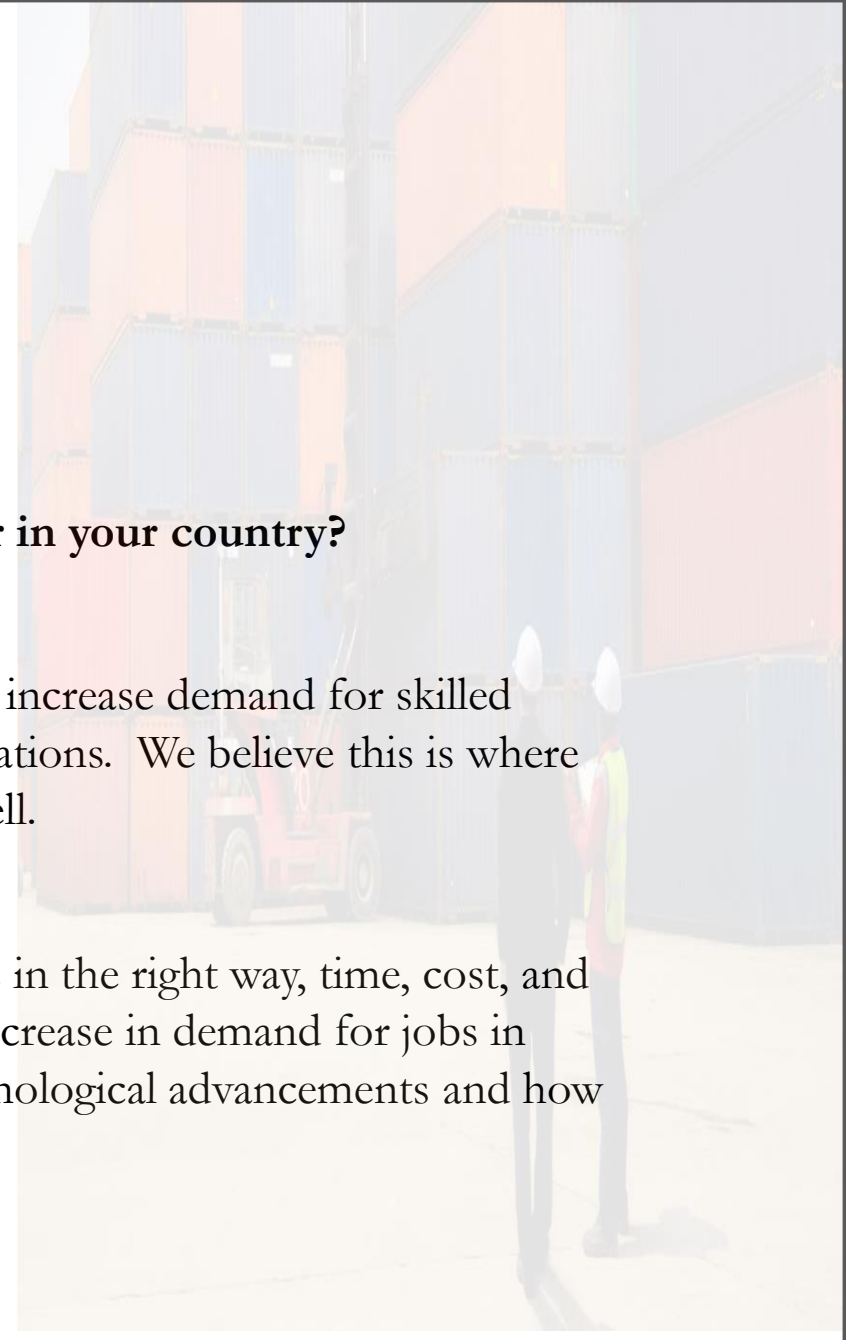 in your country?
increase demand for skilled
ations. We believe this is where
ell.
in the right way, time, cost, and
crease in demand for jobs in
nological advancements and how